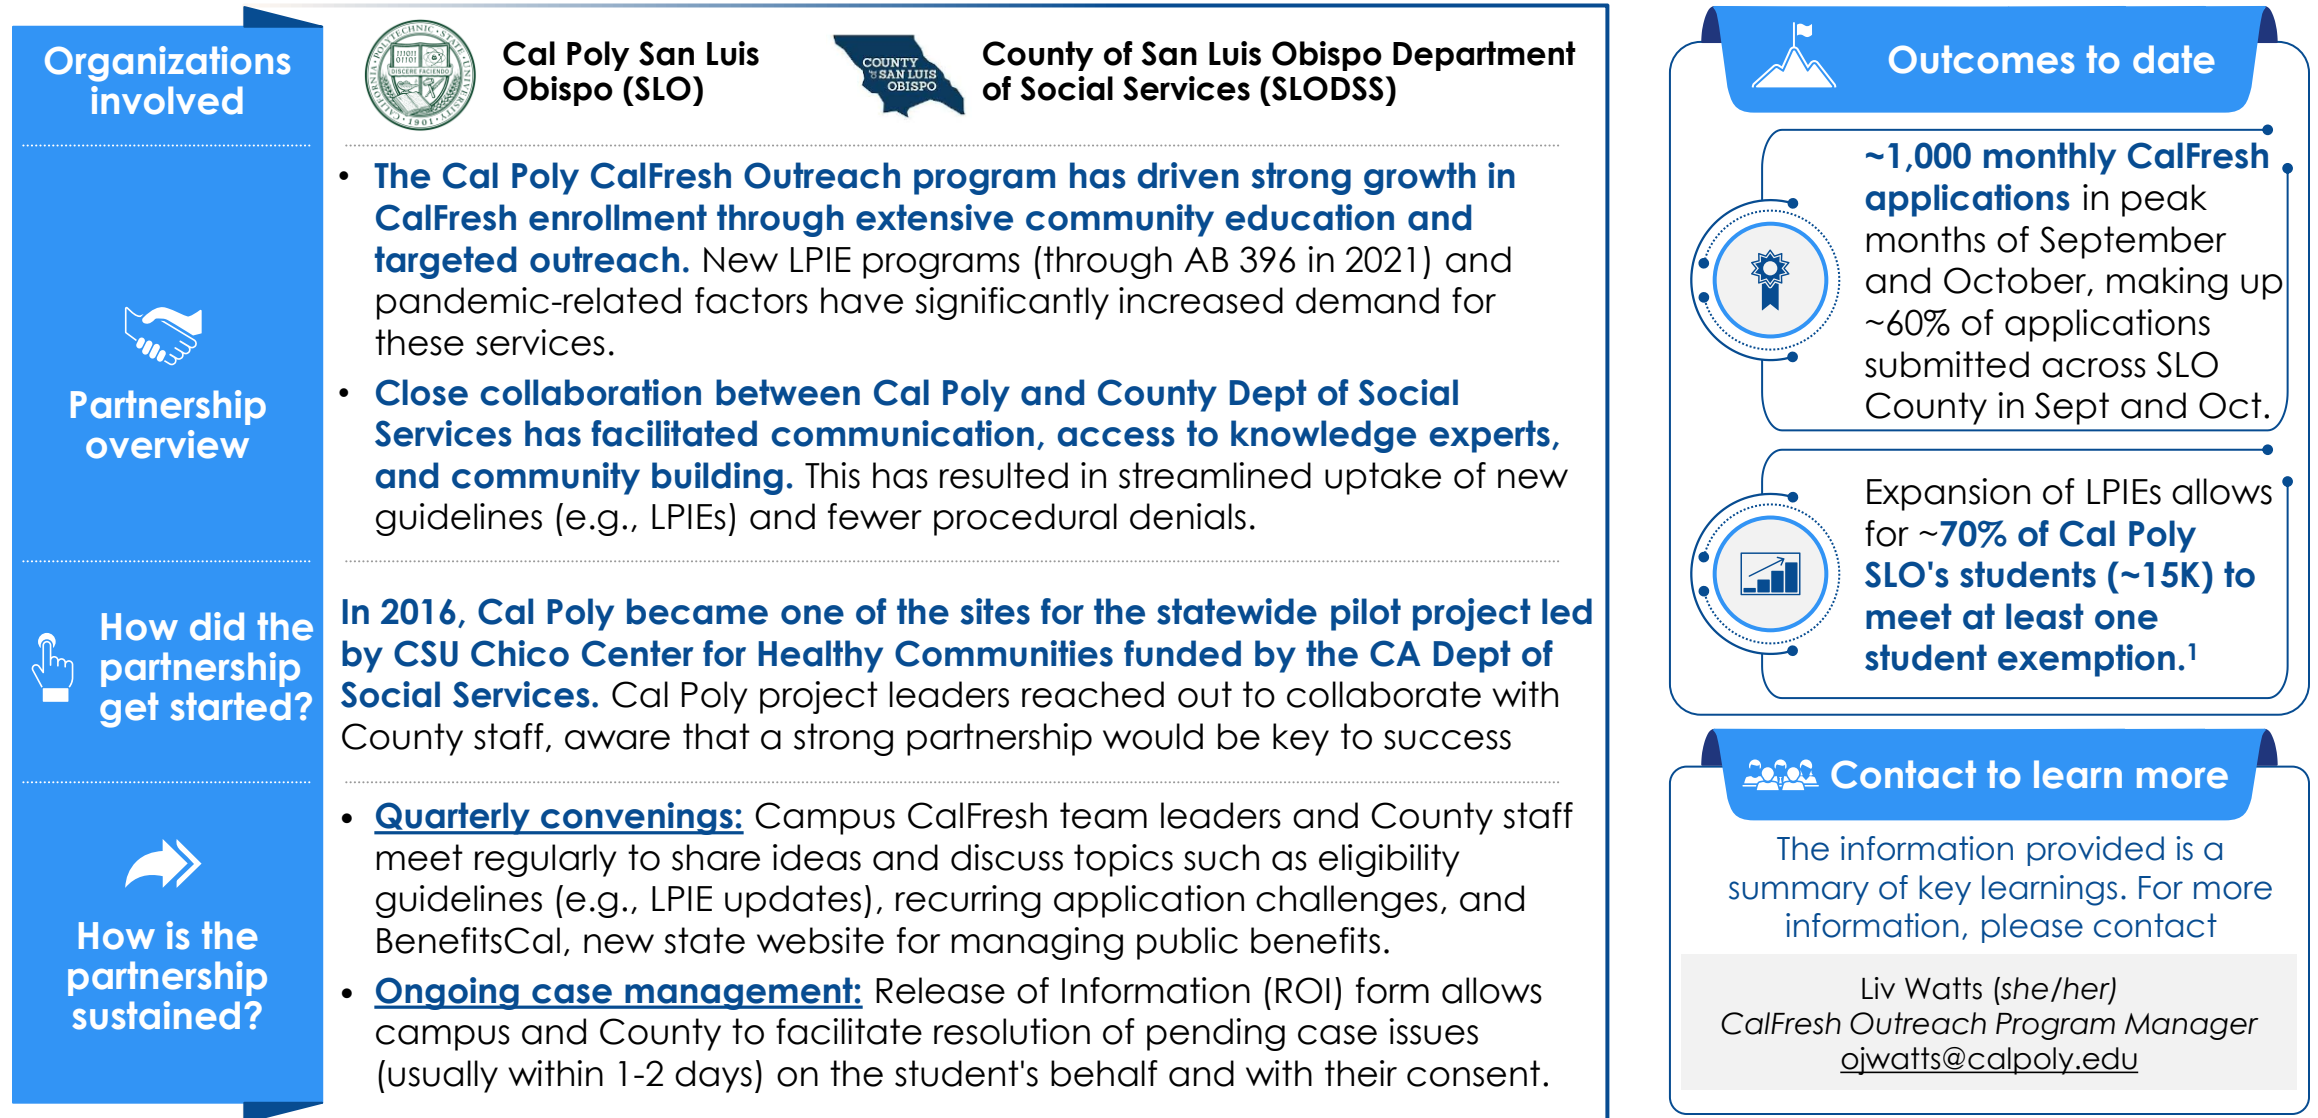 Organizations
involved
Cal Poly San Luis
Obispo (SLO)
COUNTY
OF SAN LUIS
OBISPO
County of San Luis Obispo Department
of Social Services (SLODSS)
CALIFORNIA · POLYTECHNIC · STATE · UNIVERSITY
DISCERE FACIENDO
· 1901 ·
Partnership
overview
• The Cal Poly CalFresh Outreach program has driven strong growth in
CalFresh enrollment through extensive community education and
targeted outreach. New LPIE programs (through AB 396 in 2021) and
pandemic-related factors have significantly increased demand for
these services.
• Close collaboration between Cal Poly and County Dept of Social
Services has facilitated communication, access to knowledge experts,
and community building. This has resulted in streamlined uptake of new
guidelines (e.g., LPIEs) and fewer procedural denials.
How did the
partnership
get started?
In 2016, Cal Poly became one of the sites for the statewide pilot project led
by CSU Chico Center for Healthy Communities funded by the CA Dept of
Social Services. Cal Poly project leaders reached out to collaborate with
County staff, aware that a strong partnership would be key to success
How is the
partnership
sustained?
• Quarterly convenings: Campus CalFresh team leaders and County staff
meet regularly to share ideas and discuss topics such as eligibility
guidelines (e.g., LPIE updates), recurring application challenges, and
BenefitsCal, new state website for managing public benefits.
• Ongoing case management: Release of Information (ROI) form allows
campus and County to facilitate resolution of pending case issues
(usually within 1-2 days) on the student's behalf and with their consent.
Outcomes to date
~1,000 monthly CalFresh
applications in peak
months of September
and October, making up
~60% of applications
submitted across SLO
County in Sept and Oct.
Expansion of LPIEs allows
for ~70% of Cal Poly
SLO's students (~15K) to
meet at least one
student exemption.¹
Contact to learn more
The information provided is a
summary of key learnings. For more
information, please contact
Liv Watts (she/her)
CalFresh Outreach Program Manager
ojwatts@calpoly.edu